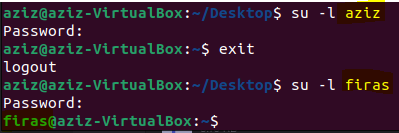 aziz@aziz-VirtualBox:~/Desktop$ su -l aziz
Password:
aziz@aziz-VirtualBox:~$ exit
logout
aziz@aziz-VirtualBox:~/Desktop$ su -l firas
Password:
firas@aziz-VirtualBox:~$